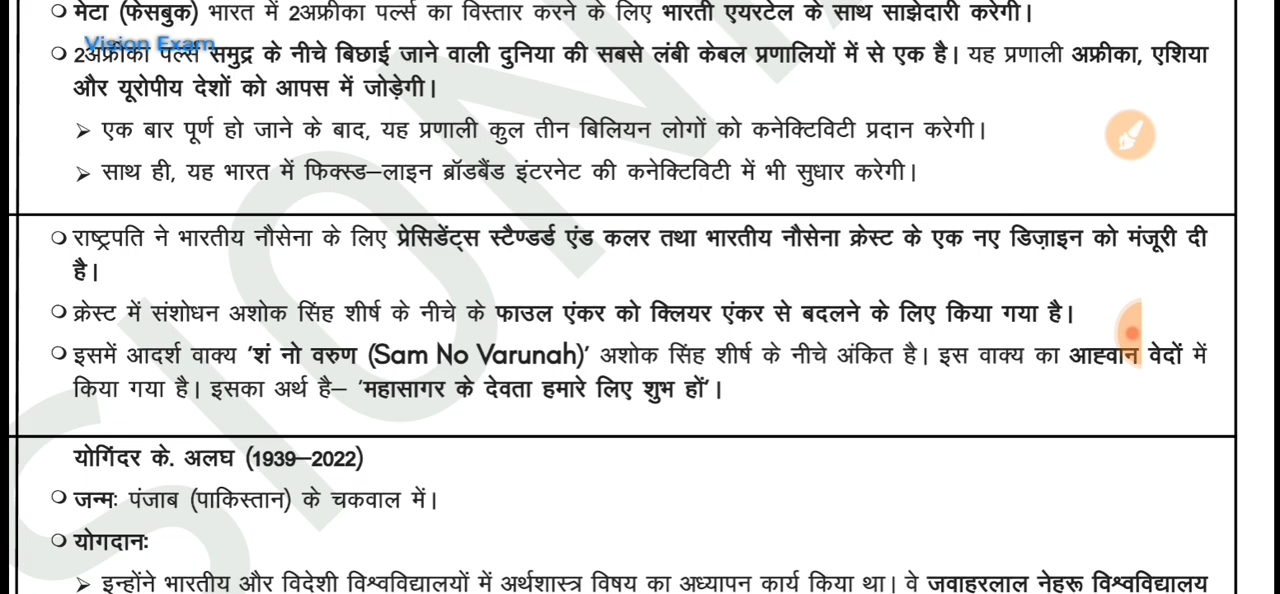 मेटा (फेसबुक) भारत में 2अफ्रीका पर्ल्स का विस्तार करने के लिए भारती एयरटेल के साथ साझेदारी करेगी।
Vision Exam
2अफ्रीका पर्ल्स समुद्र के नीचे बिछाई जाने वाली दुनिया की सबसे लंबी केबल प्रणालियों में से एक है। यह प्रणाली अफ्रीका, एशिया
और यूरोपीय देशों को आपस में जोड़ेगी।
➤ एक बार पूर्ण हो जाने के बाद, यह प्रणाली कुल तीन बिलियन लोगों को कनेक्टिविटी प्रदान करेगी।
➤ साथ ही, यह भारत में फिक्स्ड–लाइन ब्रॉडबैंड इंटरनेट की कनेक्टिविटी में भी सुधार करेगी।
राष्ट्रपति ने भारतीय नौसेना के लिए प्रेसिडेंट्स स्टैण्डर्ड एंड कलर तथा भारतीय नौसेना क्रेस्ट के एक नए डिज़ाइन को मंजूरी दी
है।
क्रेस्ट में संशोधन अशोक सिंह शीर्ष के नीचे के फाउल एंकर को क्लियर एंकर से बदलने के लिए किया गया है।
इसमें आदर्श वाक्य ‘शं नो वरुण (Sam No Varunah)’ अशोक सिंह शीर्ष के नीचे अंकित है। इस वाक्य का आह्वान वेदों में
किया गया है। इसका अर्थ है– ‘महासागर के देवता हमारे लिए शुभ हों’।
योगिंदर के. अलघ (1939–2022)
जन्मः पंजाब (पाकिस्तान) के चकवाल में।
योगदानः
➤ इन्होंने भारतीय और विदेशी विश्वविद्यालयों में अर्थशास्त्र विषय का अध्यापन कार्य किया था। वे जवाहरलाल नेहरू विश्वविद्यालय